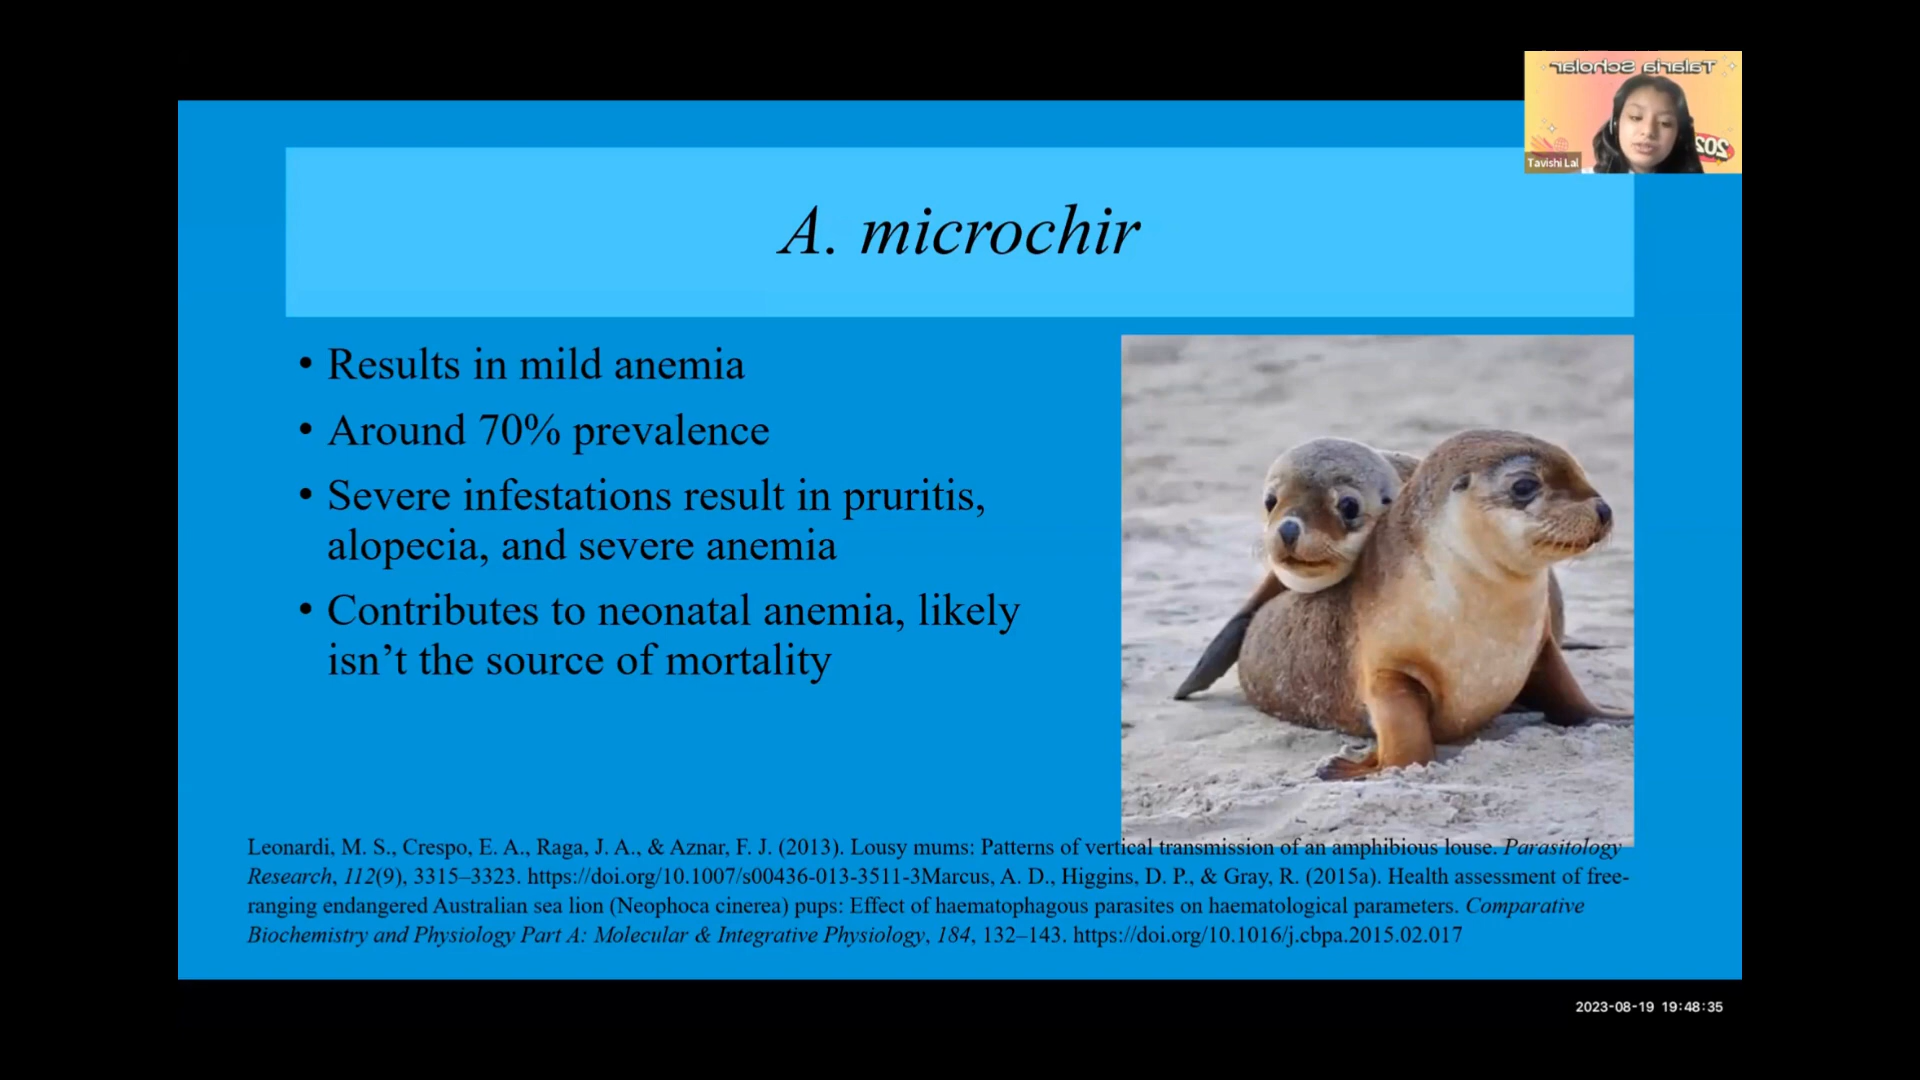 Talaria Scholar
202
Tavishi Lal
A. microchir
• Results in mild anemia
• Around 70% prevalence
• Severe infestations result in pruritis,
alopecia, and severe anemia
• Contributes to neonatal anemia, likely
isn’t the source of mortality
Leonardi, M. S., Crespo, E. A., Raga, J. A., & Aznar, F. J. (2013). Lousy mums: Patterns of vertical transmission of an amphibious louse. Parasitology
Research, 112(9), 3315–3323. https://doi.org/10.1007/s00436-013-3511-3Marcus, A. D., Higgins, D. P., & Gray, R. (2015a). Health assessment of free-
ranging endangered Australian sea lion (Neophoca cinerea) pups: Effect of haematophagous parasites on haematological parameters. Comparative
Biochemistry and Physiology Part A: Molecular & Integrative Physiology, 184, 132–143. https://doi.org/10.1016/j.cbpa.2015.02.017
2023-08-19 19:48:35